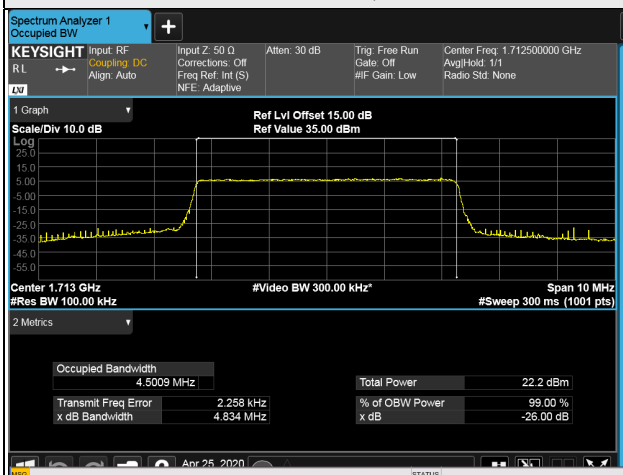 Spectrum Analyzer 1
Occupied BW
KEYSIGHT Input: RF Input Z: 50 Ω Atten: 30 dB Trig: Free Run Center Freq: 1.712500000 GHz
RL Coupling: DC Corrections: Off Gate: Off Avg|Hold: 1/1
Align: Auto Freq Ref: Int (S) #IF Gain: Low Radio Std: None
LXI NFE: Adaptive
1 Graph Ref Lvl Offset 15.00 dB
Scale/Div 10.0 dB Ref Value 35.00 dBm
Log
25.0
15.0
5.00
-5.00
-15.0
-25.0
-35.0
-45.0
-55.0
Center 1.713 GHz #Video BW 300.00 kHz* Span 10 MHz
#Res BW 100.00 kHz #Sweep 300 ms (1001 pts)
2 Metrics
Occupied Bandwidth
4.5009 MHz Total Power 22.2 dBm
Transmit Freq Error 2.258 kHz % of OBW Power 99.00 %
x dB Bandwidth 4.834 MHz x dB -26.00 dB
Apr 25, 2020
MSG STATUS